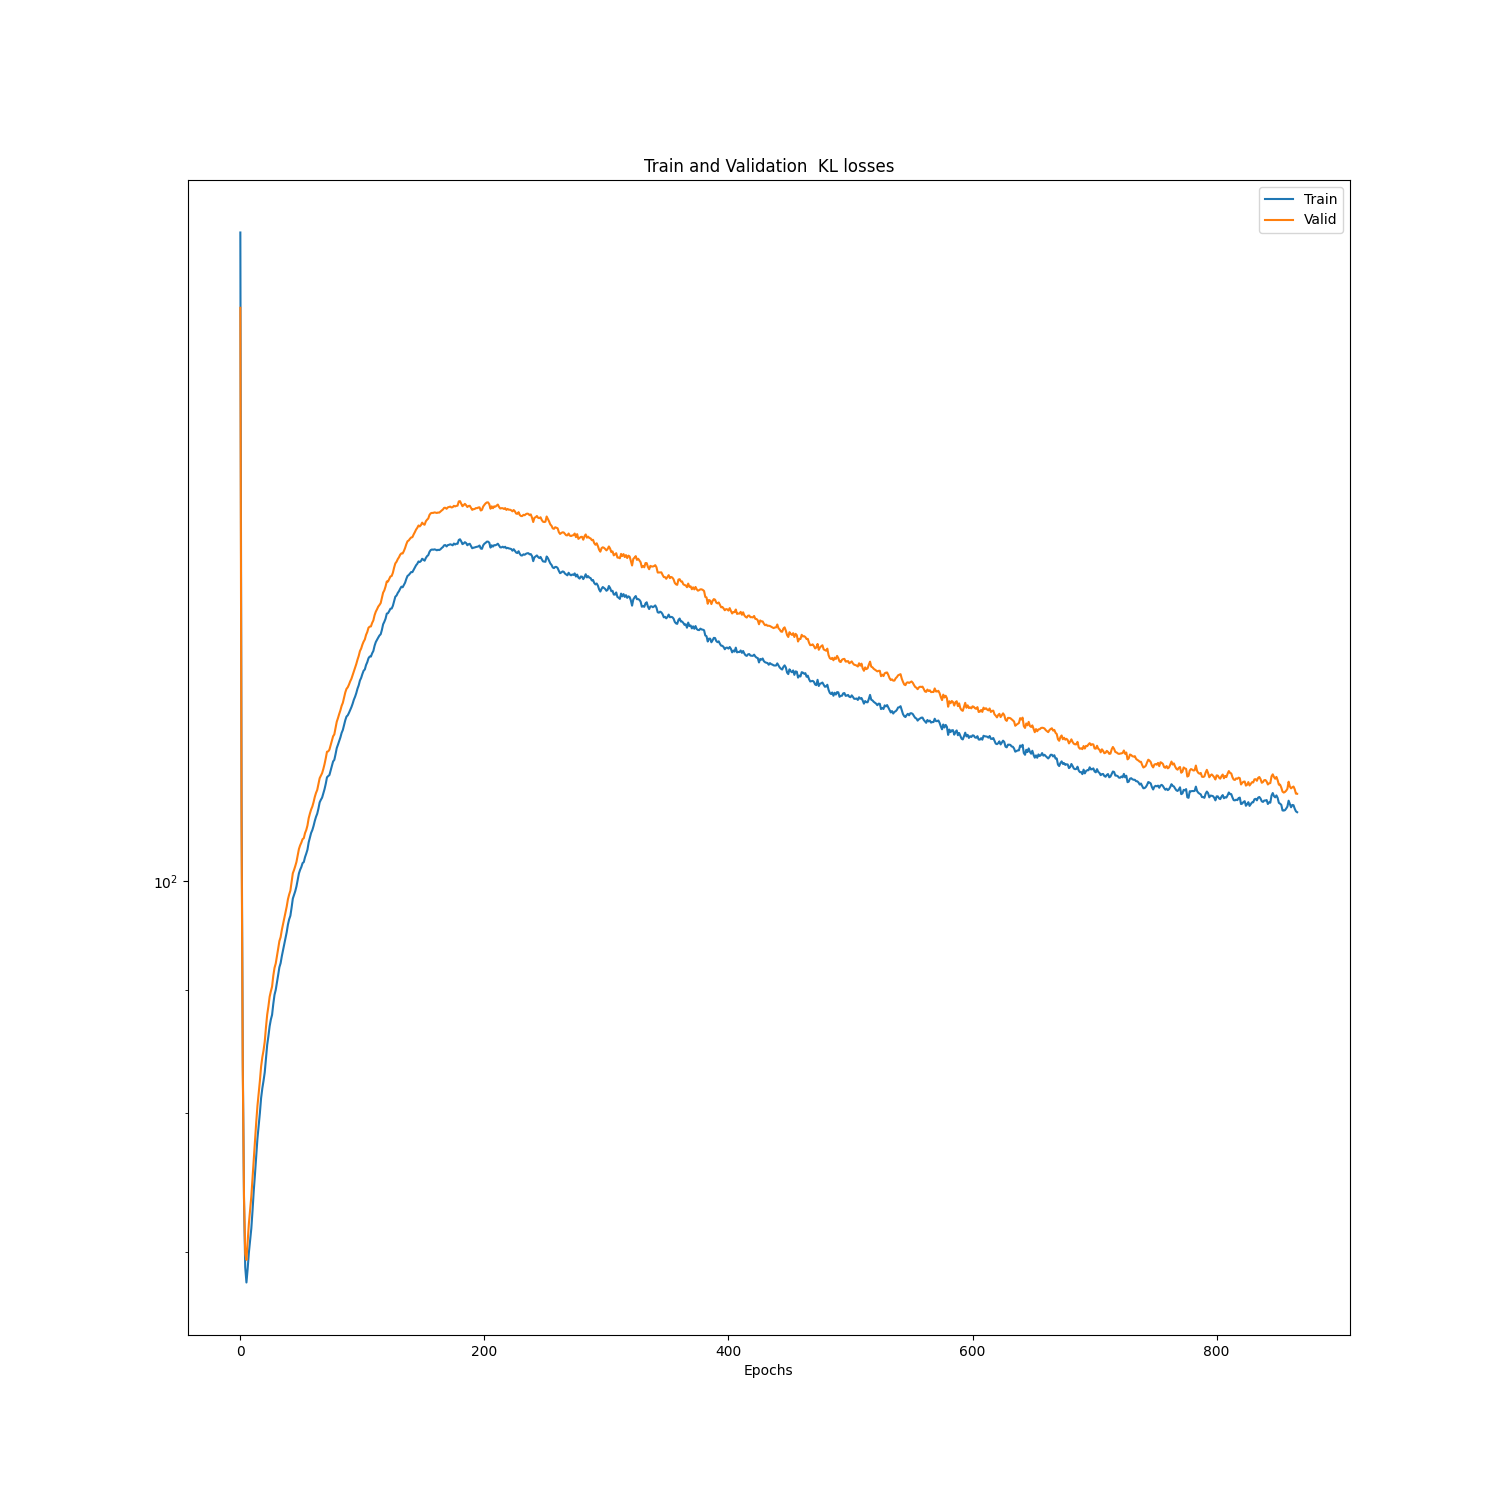 Train and Validation  KL losses
Train
Valid
10²
0 200 400 600 800
Epochs